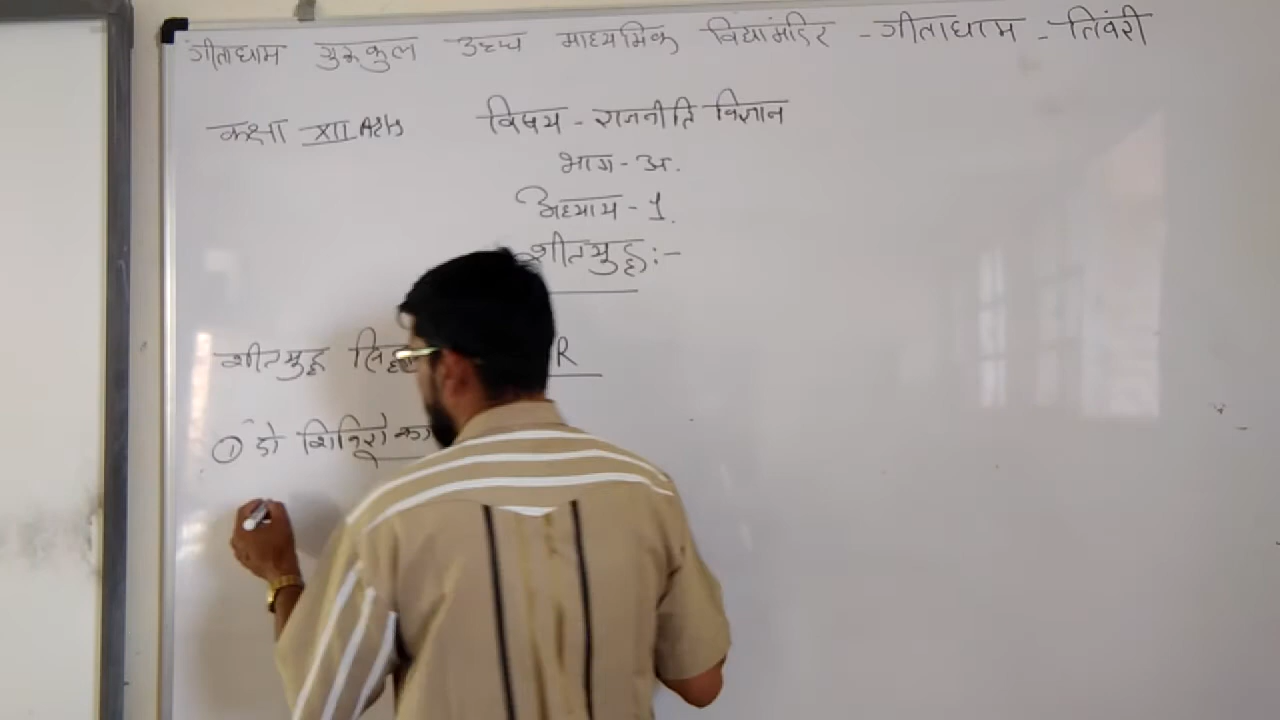 गीताधाम गुरुकुल उच्च माध्यमिक विद्यामंदिर - गीताधाम - तिंवरी
कक्षा XII Arts विषय - राजनीति विज्ञान
भाग - अ.
अध्याय - 1.
शीतयुद्ध :-
शीतयुद्ध R
① दो शिविरो का